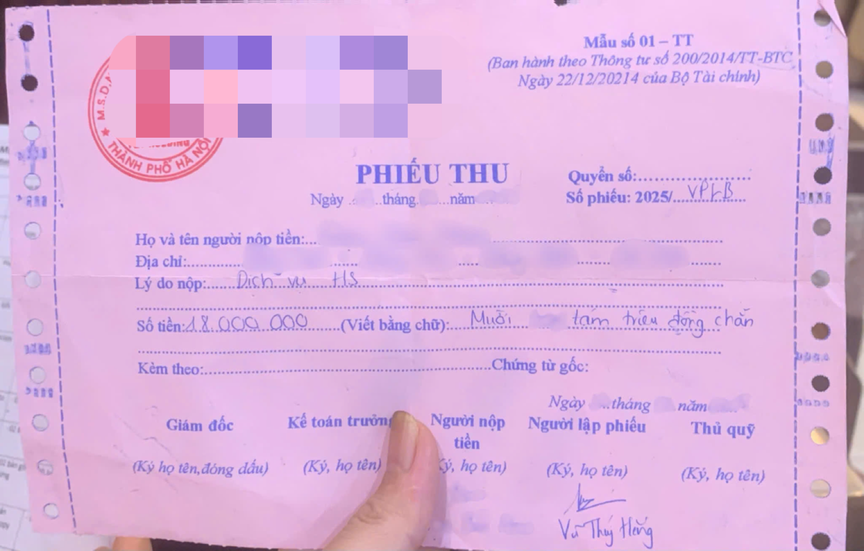 Mẫu số 01 – TT
(Ban hành theo Thông tư số 200/2014/TT-BTC
Ngày 22/12/20214 của Bộ Tài chính)
M.S.D.N
THÀNH PHỐ HÀ NỘI
PHIẾU THU
Quyển số:
Ngày ... tháng ... năm
Số phiếu: 2025/ VPLB
Họ và tên người nộp tiền:
Địa chỉ:
Lý do nộp: Dịch vụ HS
Số tiền: 18.000.000 (Viết bằng chữ): Mười tám triệu đồng chẵn
Kèm theo: Chứng từ gốc:
Ngày ... tháng ... năm
Giám đốc Kế toán trưởng Người nộp tiền Người lập phiếu Thủ quỹ
(Ký họ tên,đóng dấu) (Ký, họ tên) ký, họ tên) (Ký, họ tên) (Ký, họ tên)
Vũ Thúy Hằng